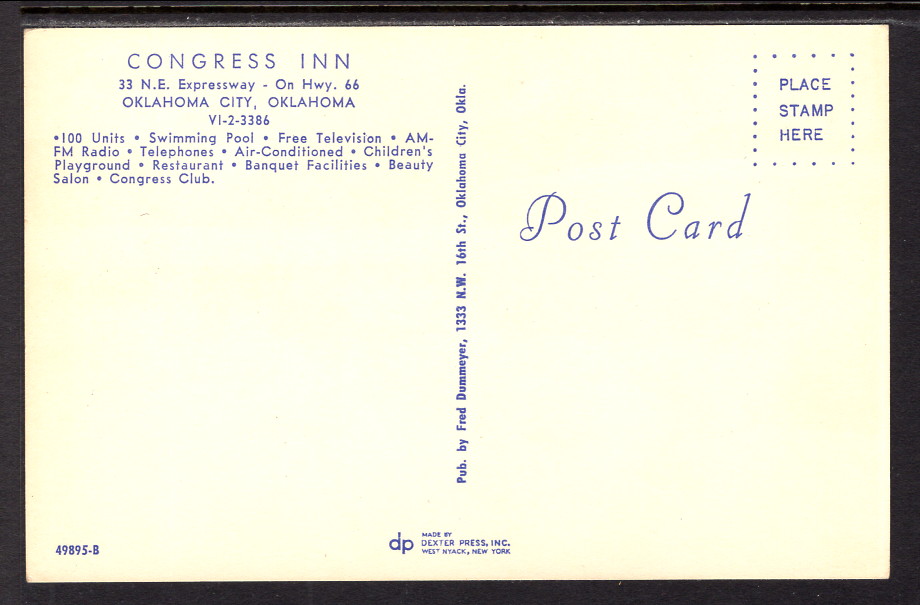 CONGRESS INN
33 N.E. Expressway - On Hwy. 66
OKLAHOMA CITY, OKLAHOMA
VI-2-3386
•100 Units • Swimming Pool • Free Television • AM-
FM Radio • Telephones • Air-Conditioned • Children's
Playground • Restaurant • Banquet Facilities • Beauty
Salon • Congress Club.
49895-B
Pub. by Fred Dummeyer, 1333 N.W. 16th St., Oklahoma City, Okla.
dp
MADE BY
DEXTER PRESS, INC.
WEST NYACK, NEW YORK
PLACE
STAMP
HERE
Post Card